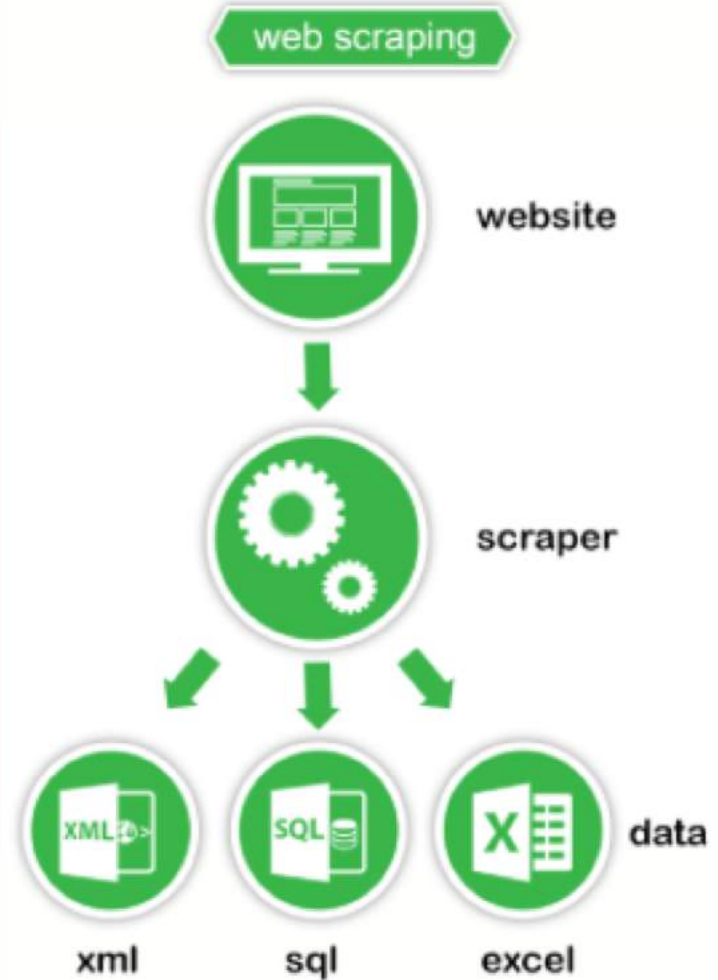 web scraping
website
scraper
XML
SQL
X
data
xml
sql
excel